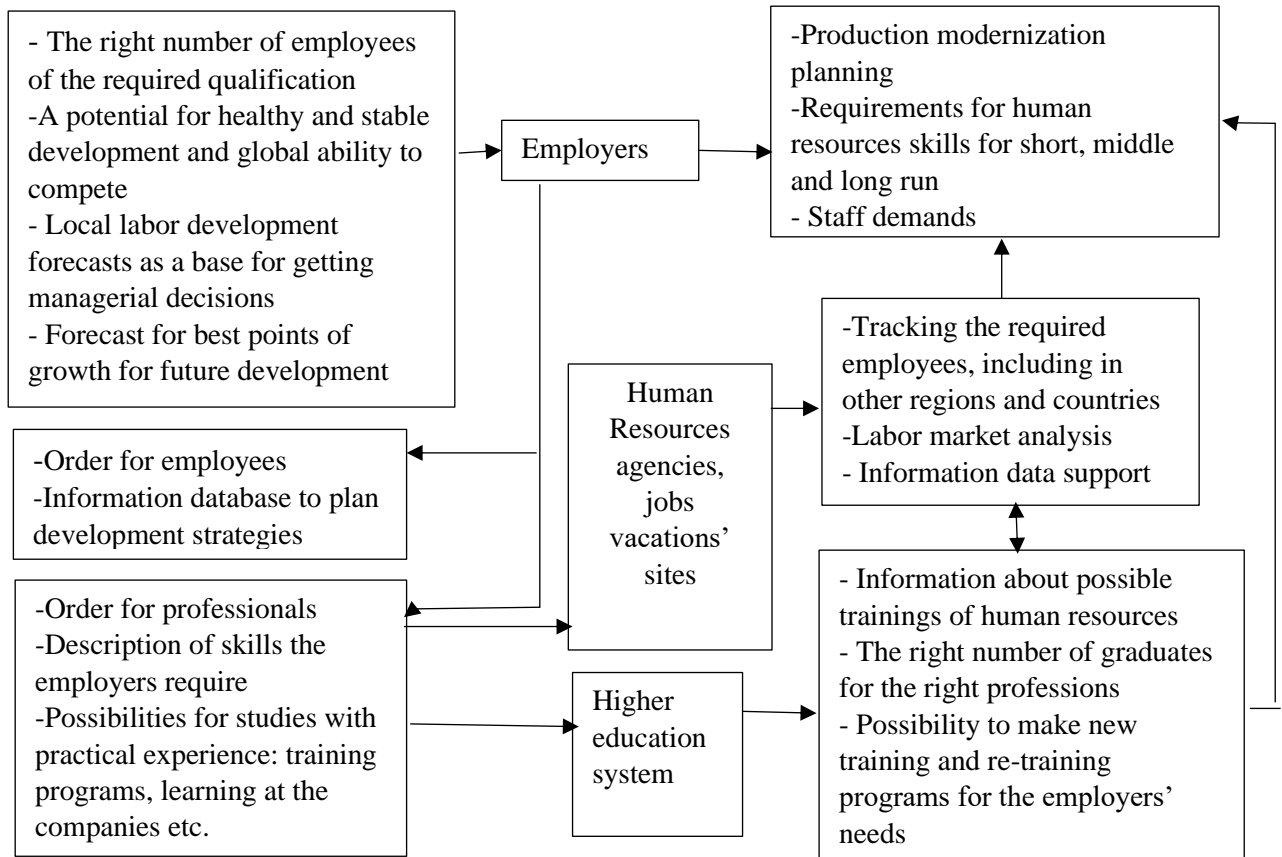 - The right number of employees
of the required qualification
-A potential for healthy and stable
development and global ability to
compete
- Local labor development
forecasts as a base for getting
managerial decisions
- Forecast for best points of
growth for future development
Employers
-Production modernization
planning
-Requirements for human
resources skills for short, middle
and long run
- Staff demands
-Order for employees
-Information database to plan
development strategies
Human
Resources
agencies,
jobs
vacations’
sites
-Tracking the required
employees, including in
other regions and countries
-Labor market analysis
- Information data support
-Order for professionals
-Description of skills the
employers require
-Possibilities for studies with
practical experience: training
programs, learning at the
companies etc.
Higher
education
system
- Information about possible
trainings of human resources
- The right number of graduates
for the right professions
- Possibility to make new
training and re-training
programs for the employers’
needs